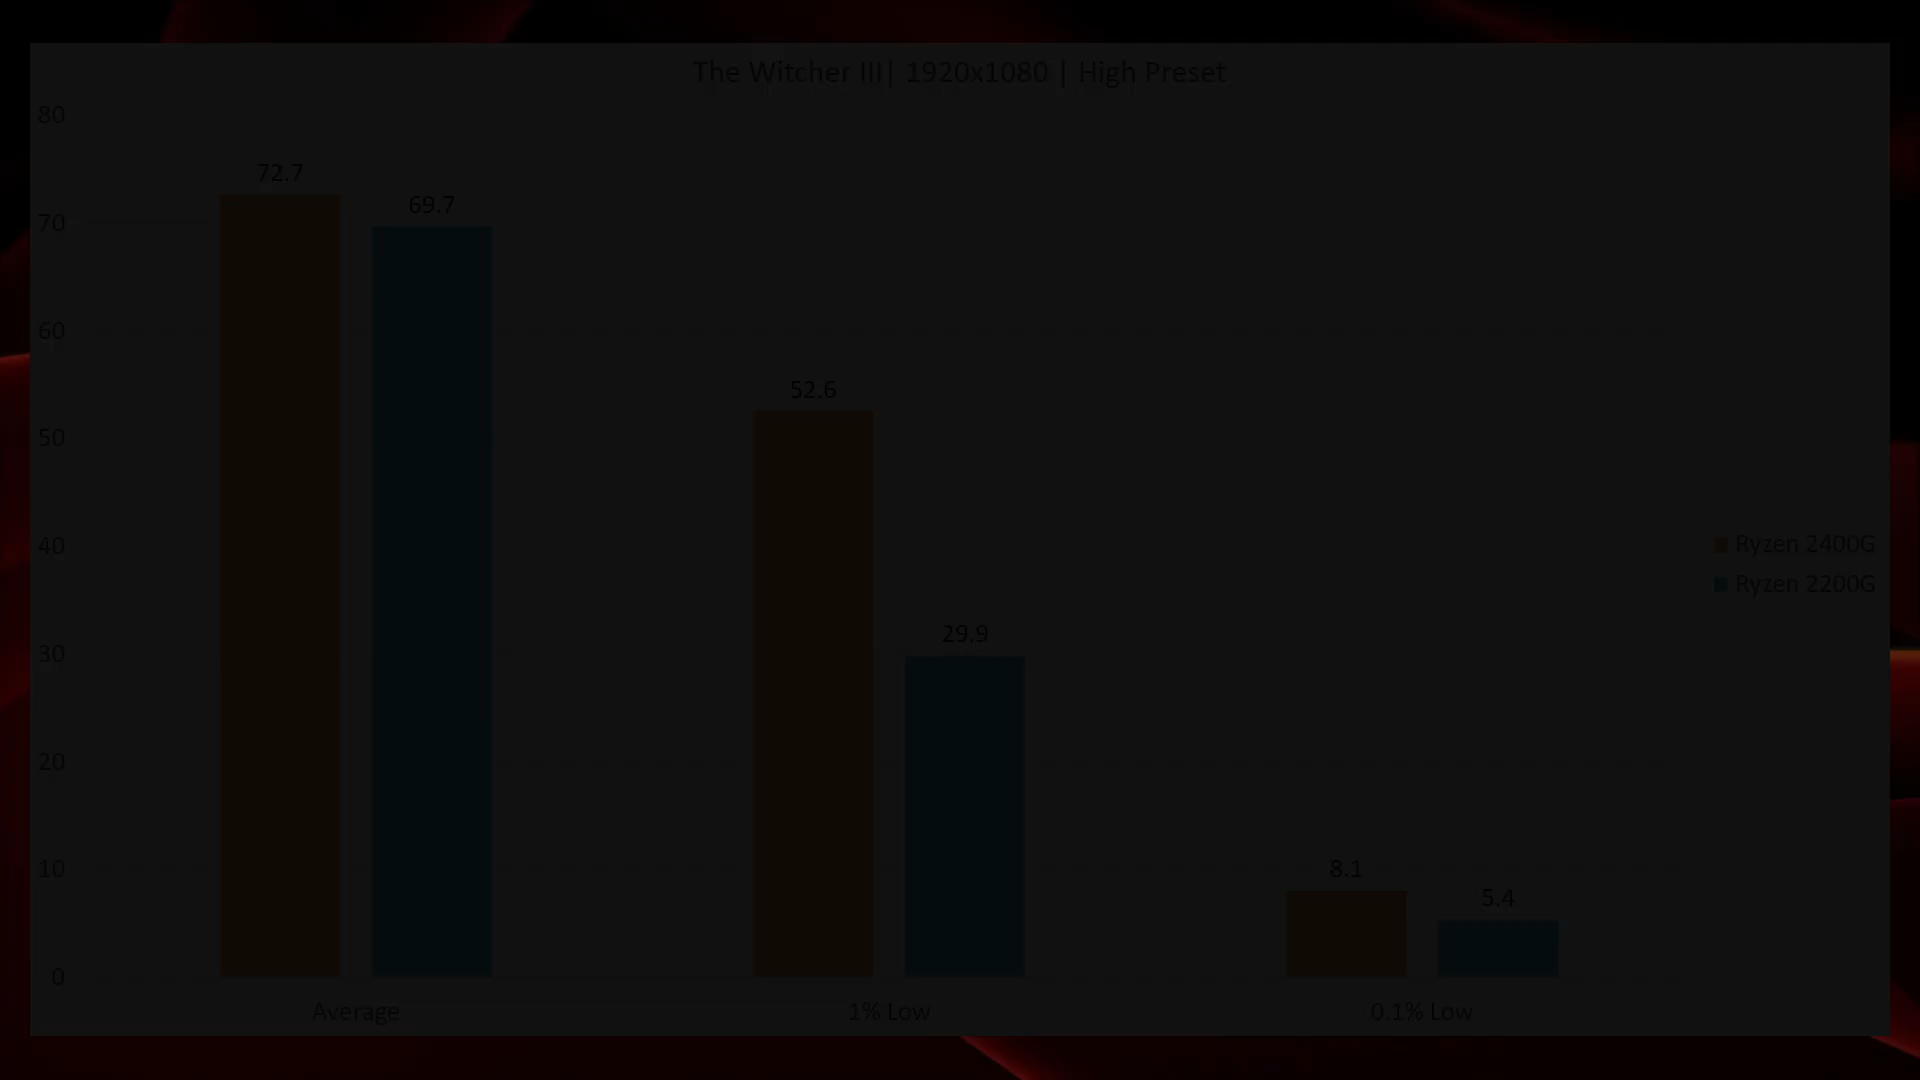 The Witcher III| 1920x1080 | High Preset
80
70
60
50
40
30
20
10
0
72.7
69.7
52.6
29.9
8.1
5.4
Average
1% Low
0.1% Low
Ryzen 2400G
Ryzen 2200G